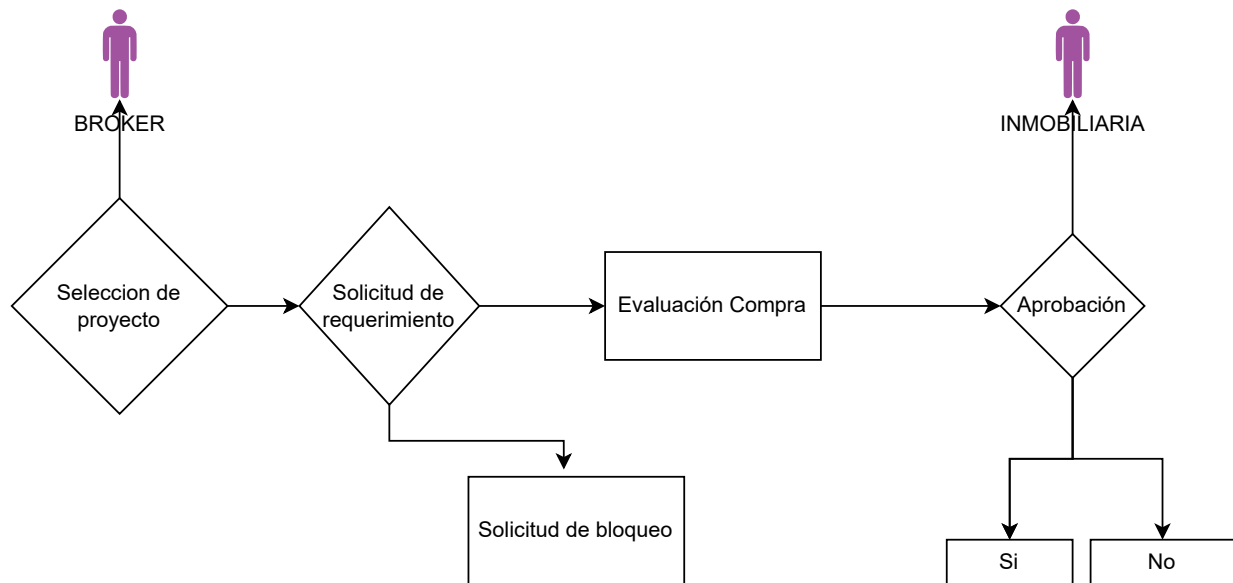 BROKER
INMOBILIARIA
Seleccion de
proyecto
Solicitud de
requerimiento
Evaluación Compra
Aprobación
Solicitud de bloqueo
Si
No